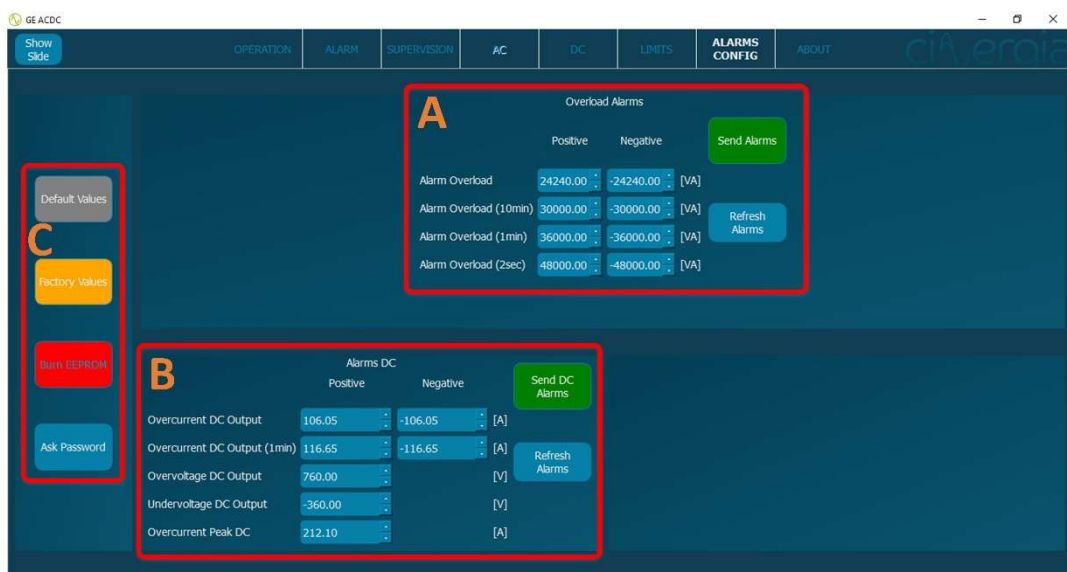 GE ACDC
Show
Slide
OPERATION
ALARM
SUPERVISION
AC
DC
LIMITS
ALARMS
CONFIG
ABOUT
A
Overload Alarms
Positive Negative
Send Alarms
Alarm Overload 24240.00 -24240.00 [VA]
Alarm Overload (10min) 30000.00 -30000.00 [VA]
Alarm Overload (1min) 36000.00 -36000.00 [VA]
Alarm Overload (2sec) 48000.00 -48000.00 [VA]
Refresh
Alarms
C
Default Values
Factory Values
Burn EEPROM
Ask Password
B
Alarms DC
Positive Negative
Send DC
Alarms
Overcurrent DC Output 106.05 -106.05 [A]
Overcurrent DC Output (1min) 116.65 -116.65 [A]
Overvoltage DC Output 760.00 [V]
Undervoltage DC Output -360.00 [V]
Overcurrent Peak DC 212.10 [A]
Refresh
Alarms